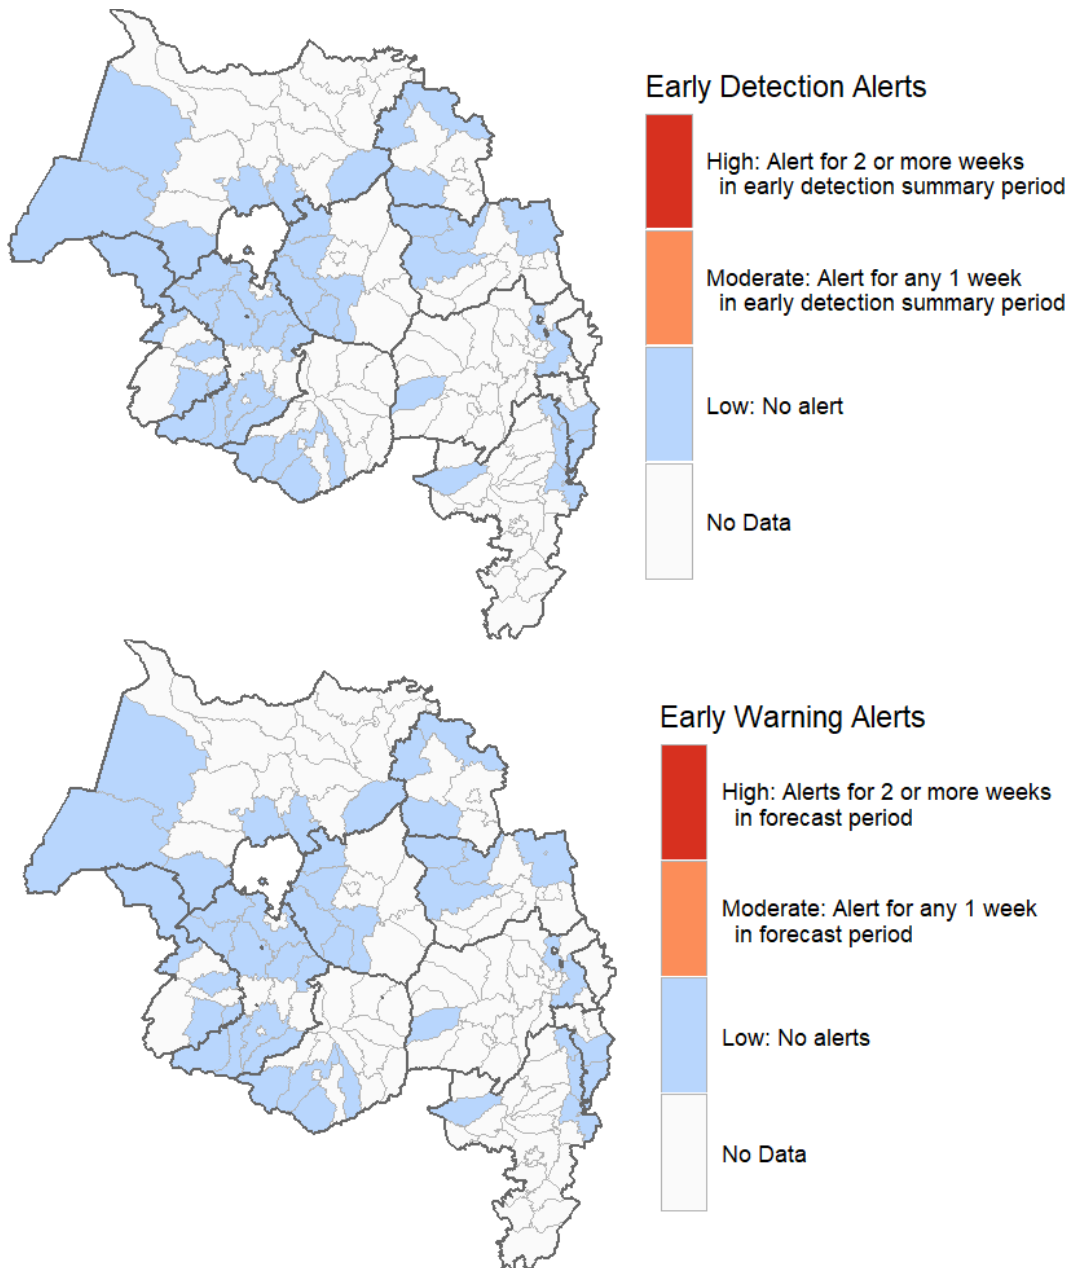 Early Detection Alerts
High: Alert for 2 or more weeks
in early detection summary period
Moderate: Alert for any 1 week
in early detection summary period
Low: No alert
No Data
Early Warning Alerts
High: Alerts for 2 or more weeks
in forecast period
Moderate: Alert for any 1 week
in forecast period
Low: No alerts
No Data